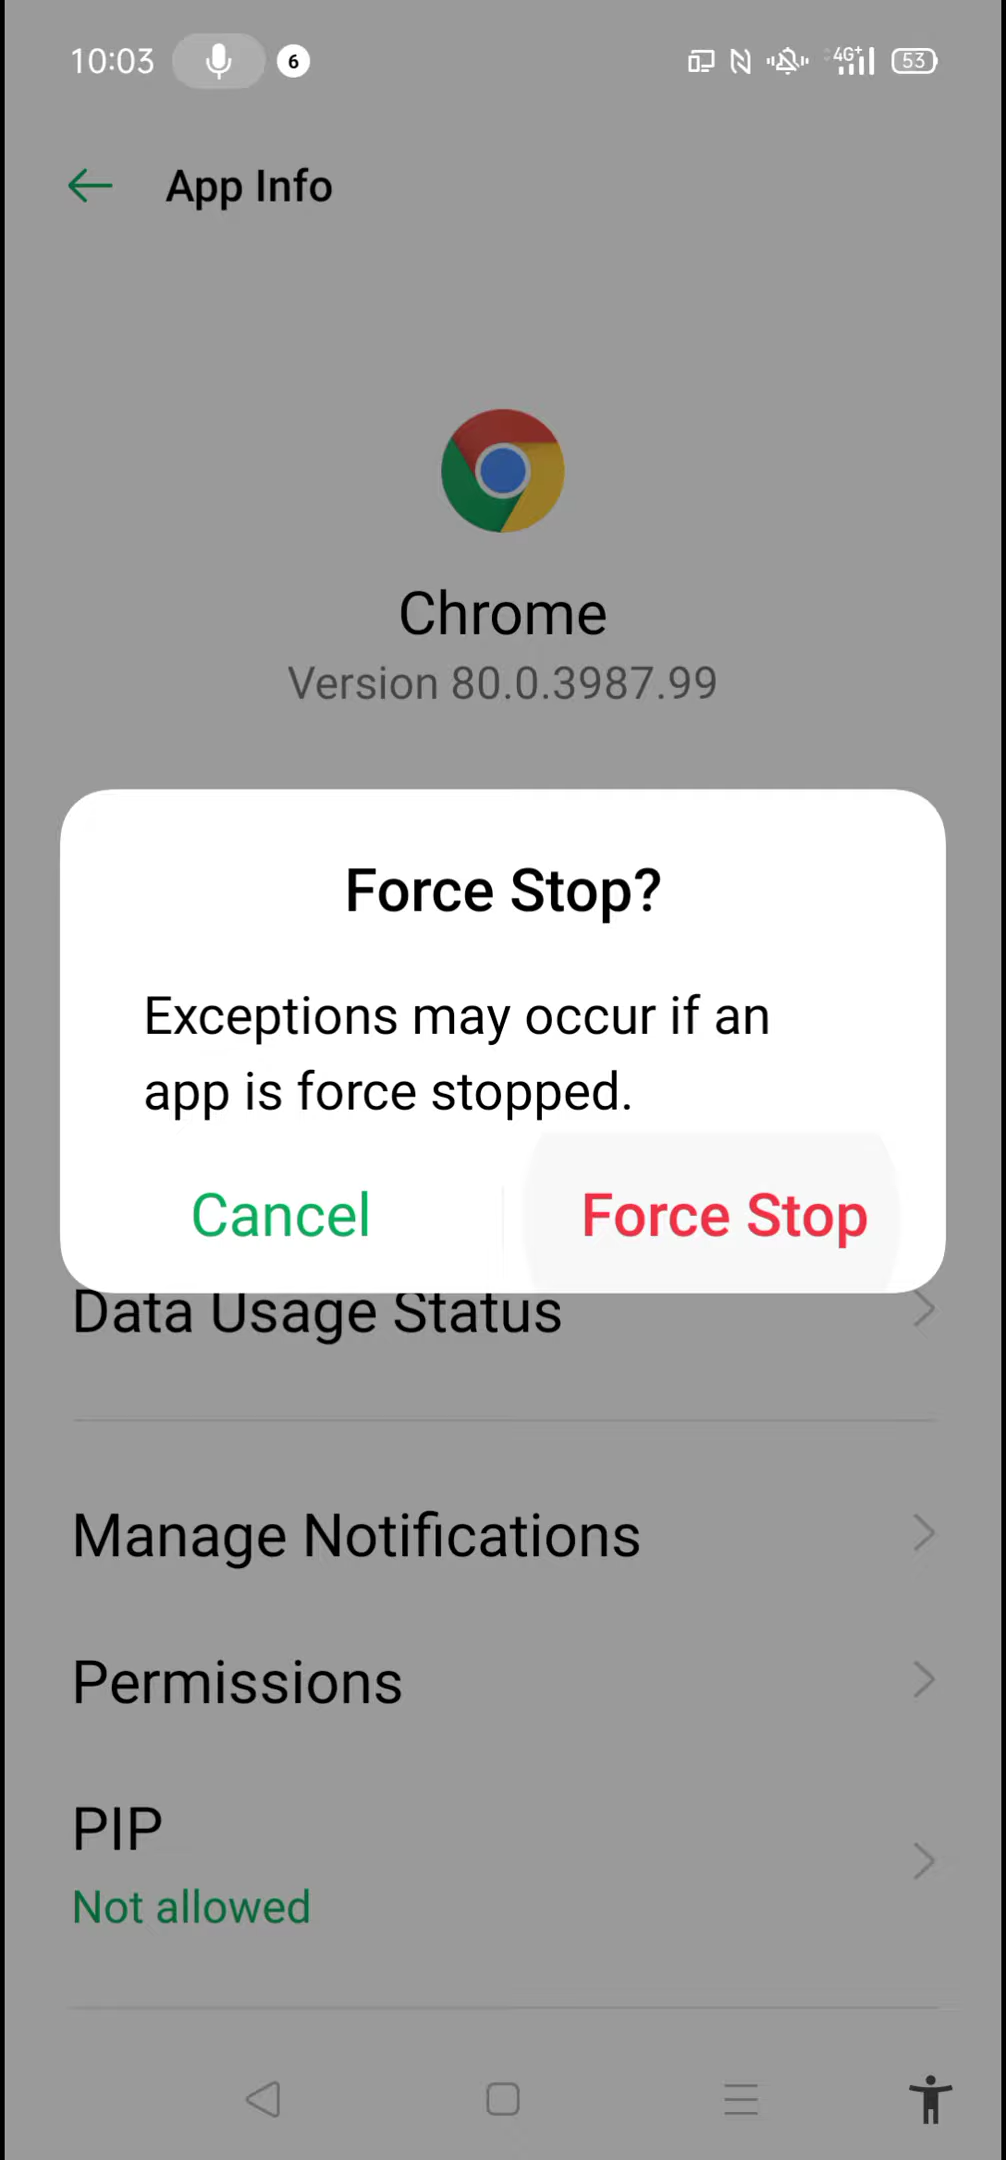 10:03
6
4G+
53
App Info
Chrome
Version 80.0.3987.99
Force Stop?
Exceptions may occur if an
app is force stopped.
Cancel
Force Stop
Data Usage Status
Manage Notifications
Permissions
PIP
Not allowed